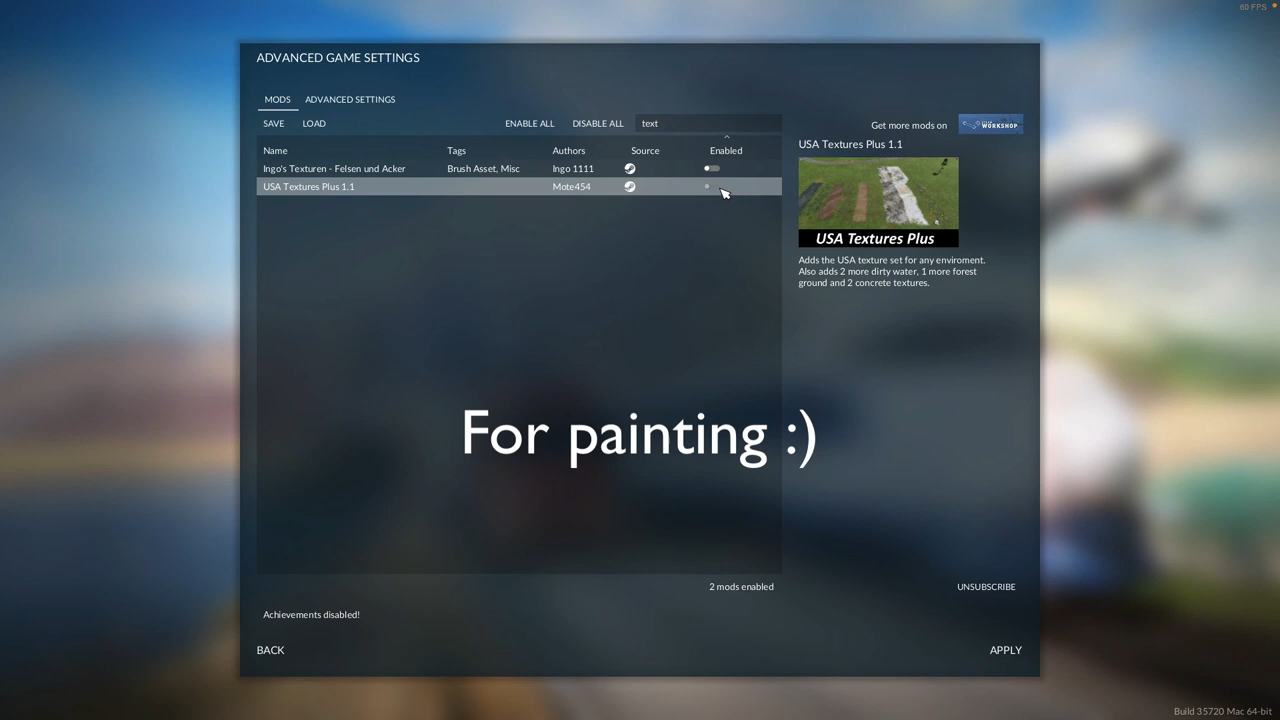 60 FPS
ADVANCED GAME SETTINGS
MODS ADVANCED SETTINGS
SAVE LOAD ENABLE ALL DISABLE ALL text
Get more mods on WORKSHOP
Name Tags Authors Source Enabled
Ingo's Texturen - Felsen und Acker Brush Asset, Misc Ingo 1111
USA Textures Plus 1.1 Mote454
USA Textures Plus 1.1
USA Textures Plus
Adds the USA texture set for any enviroment.
Also adds 2 more dirty water, 1 more forest
ground and 2 concrete textures.
For painting :)
2 mods enabled
UNSUBSCRIBE
Achievements disabled!
BACK
APPLY
Build 35720 Mac 64-bit